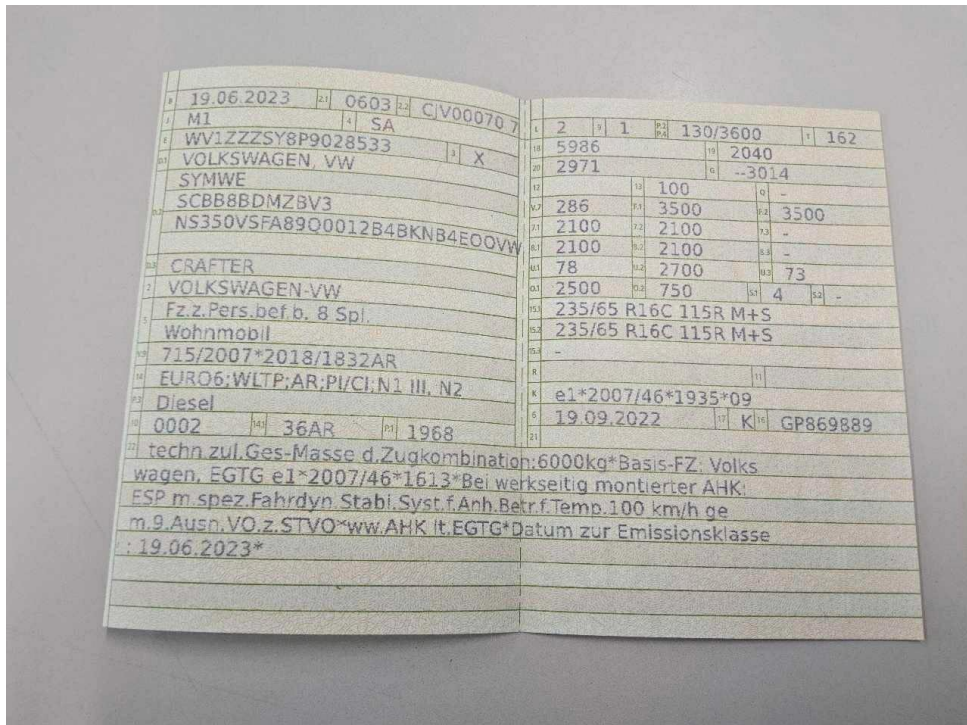 B 19.06.2023 2.1 0603 2.2 CJV00070 7
J M1 4 SA
E WV1ZZZSY8P9028533 3 X
D.1 VOLKSWAGEN, VW
SYMWE
D.2 SCBB8BDMZBV3
NS350VSFA89Q0012B4BKNB4EOOVW
D.3 CRAFTER
2 VOLKSWAGEN-VW
5 Fz.z.Pers.bef.b. 8 Spl.
Wohnmobil
V.9 715/2007*2018/1832AR
14 EURO6;WLTP;AR;PI/CI;N1 III, N2
P.3 Diesel
10 0002 14.1 36AR P.1 1968
L 2 9 1 P.2 P.4 130/3600 T 162
18 5986 19 2040
20 2971 G --3014
12 13 100 Q -
V.7 286 F.1 3500 F.2 3500
7.1 2100 7.2 2100 7.3 -
8.1 2100 8.2 2100 8.3 -
U.1 78 U.2 2700 U.3 73
O.1 2500 O.2 750 S.1 4 S.2 -
15.1 235/65 R16C 115R M+S
15.2 235/65 R16C 115R M+S
15.3 -
R 11
K e1*2007/46*1935*09
6 19.09.2022 17 K 16 GP869889
21
22 techn.zul.Ges-Masse d.Zugkombination:6000kg*Basis-FZ: Volks
wagen, EGTG e1*2007/46*1613*Bei werkseitig montierter AHK:
ESP m.spez.Fahrdyn.Stabi.Syst.f.Anh.Betr.f.Temp.100 km/h ge
m.9.Ausn.VO.z.STVO*ww.AHK lt.EGTG*Datum zur Emissionsklasse
: 19.06.2023*